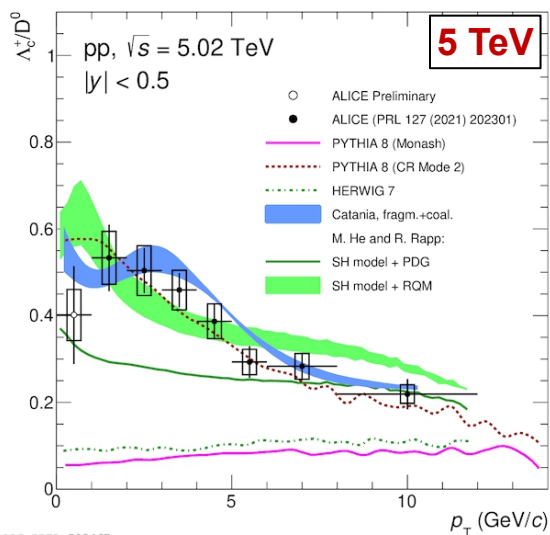 Λc+/D0
1
0.8
0.6
0.4
0.2
0
pp, √s = 5.02 TeV
|y| < 0.5
5 TeV
ALICE Preliminary
ALICE (PRL 127 (2021) 202301)
PYTHIA 8 (Monash)
PYTHIA 8 (CR Mode 2)
HERWIG 7
Catania, fragm.+coal.
M. He and R. Rapp:
SH model + PDG
SH model + RQM
0
5
10
pT (GeV/c)